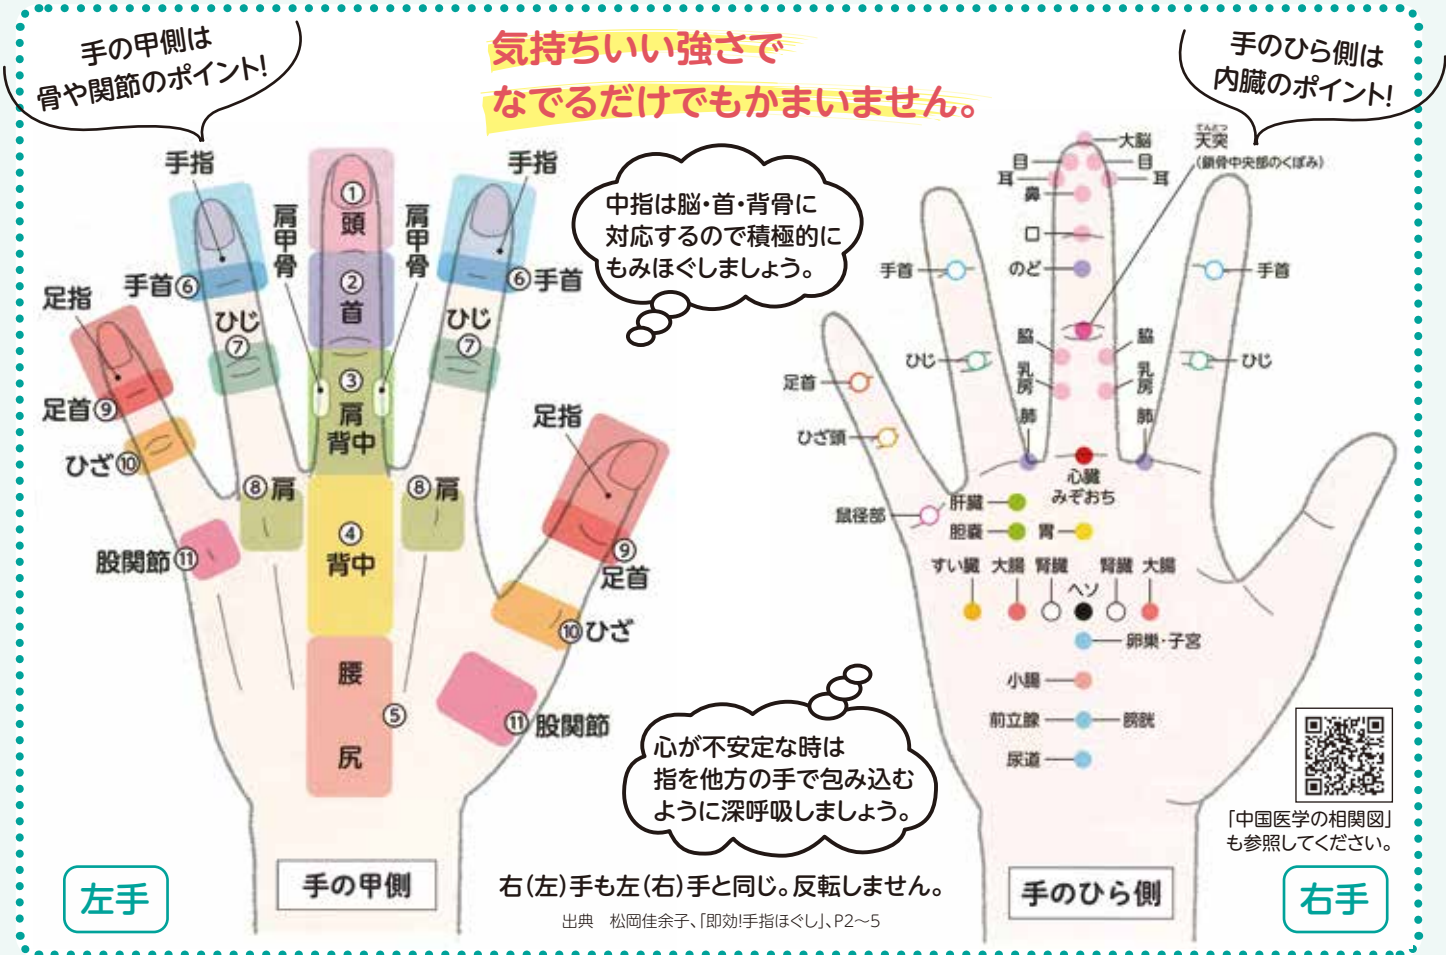 手の甲側は
骨や関節のポイント!
気持ちいい強さで
なでるだけでもかまいません。
手のひら側は
内臓のポイント!
手指
手指
肩甲骨
肩甲骨
①
頭
②
首
手首⑥
⑥手首
ひじ
⑦
ひじ
⑦
足指
足首⑨
ひざ⑩
③
肩
背中
⑧肩
⑧肩
股関節⑪
④
背中
足指
⑨
足首
⑩ひざ
腰
⑤
尻
⑪股関節
手の甲側
左手
中指は脳・首・背骨に
対応するので積極的に
もみほぐしましょう。
心が不安定な時は
指を他方の手で包み込む
ように深呼吸しましょう。
右(左)手も左(右)手と同じ。反転しません。
出典 松岡佳余子、「即効!手指ほぐし」、P2〜5
大脳
てんとつ
天突
(鎖骨中央部のくぼみ)
目
目
耳
耳
鼻
口
のど
手首
手首
脇
脇
ひじ
ひじ
乳房
乳房
足首
肺
肺
ひざ頭
心臓
みぞおち
鼠径部
肝臓
胆嚢
胃
すい臓
大腸
腎臓
ヘソ
腎臓
大腸
卵巣・子宮
小腸
前立腺
膀胱
尿道
手のひら側
「中国医学の相関図」
も参照してください。
右手